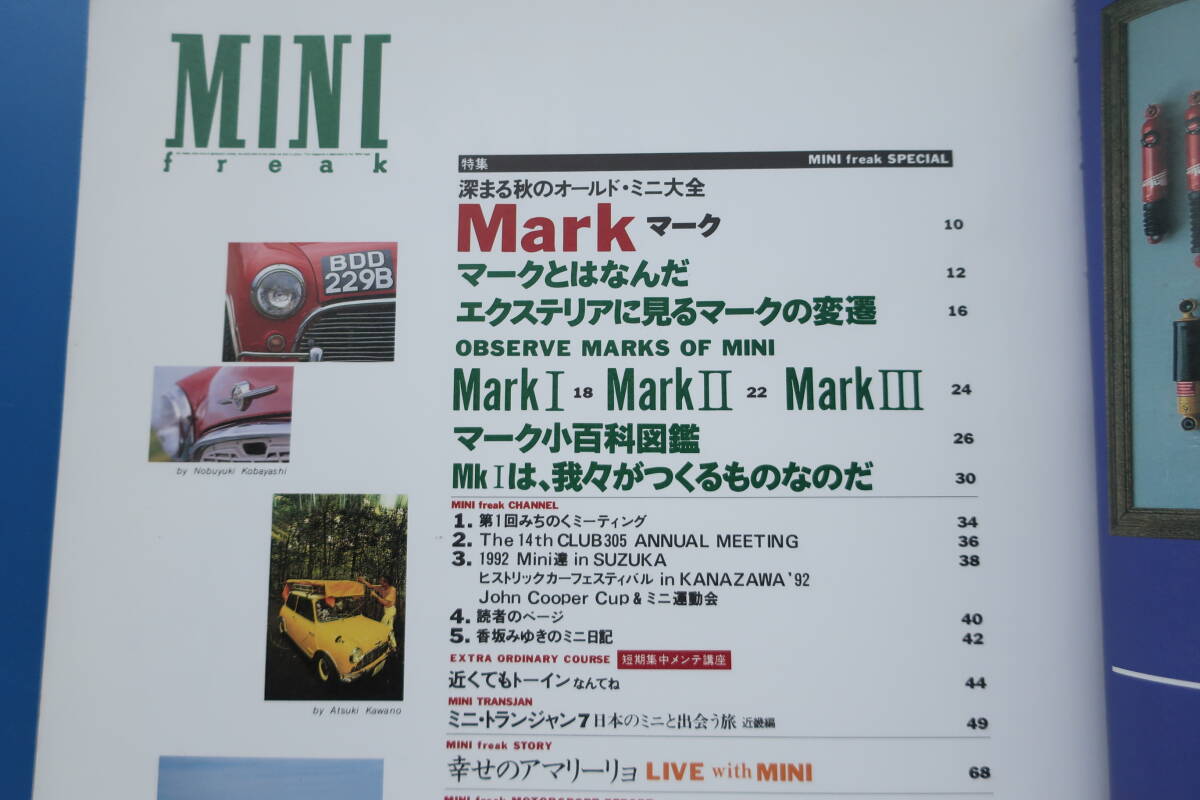 MINI
freak
特集 MINI freak SPECIAL
深まる秋のオールド・ミニ大全
Mark マーク 10
マークとはなんだ 12
エクステリアに見るマークの変遷 16
OBSERVE MARKS OF MINI
Mark I 18 Mark II 22 Mark III 24
マーク小百科図鑑 26
Mk I は、我々がつくるものなのだ 30
MINI freak CHANNEL
1. 第1回みちのくミーティング 34
2. The 14th CLUB305 ANNUAL MEETING 36
3. 1992 Mini達 in SUZUKA 38
ヒストリックカーフェスティバル in KANAZAWA '92
John Cooper Cup & ミニ運動会
4. 読者のページ 40
5. 香坂みゆきのミニ日記 42
EXTRA ORDINARY COURSE 短期集中メンテ講座
近くてもトーイン なんてね 44
MINI TRANSJAN
ミニ・トランジャン7 日本のミニと出会う旅 近畿編 49
MINI freak STORY
幸せのアマリーリョ LIVE with MINI 68
BDD
229B
by Nobuyuki Kobayashi
by Atsuki Kawano